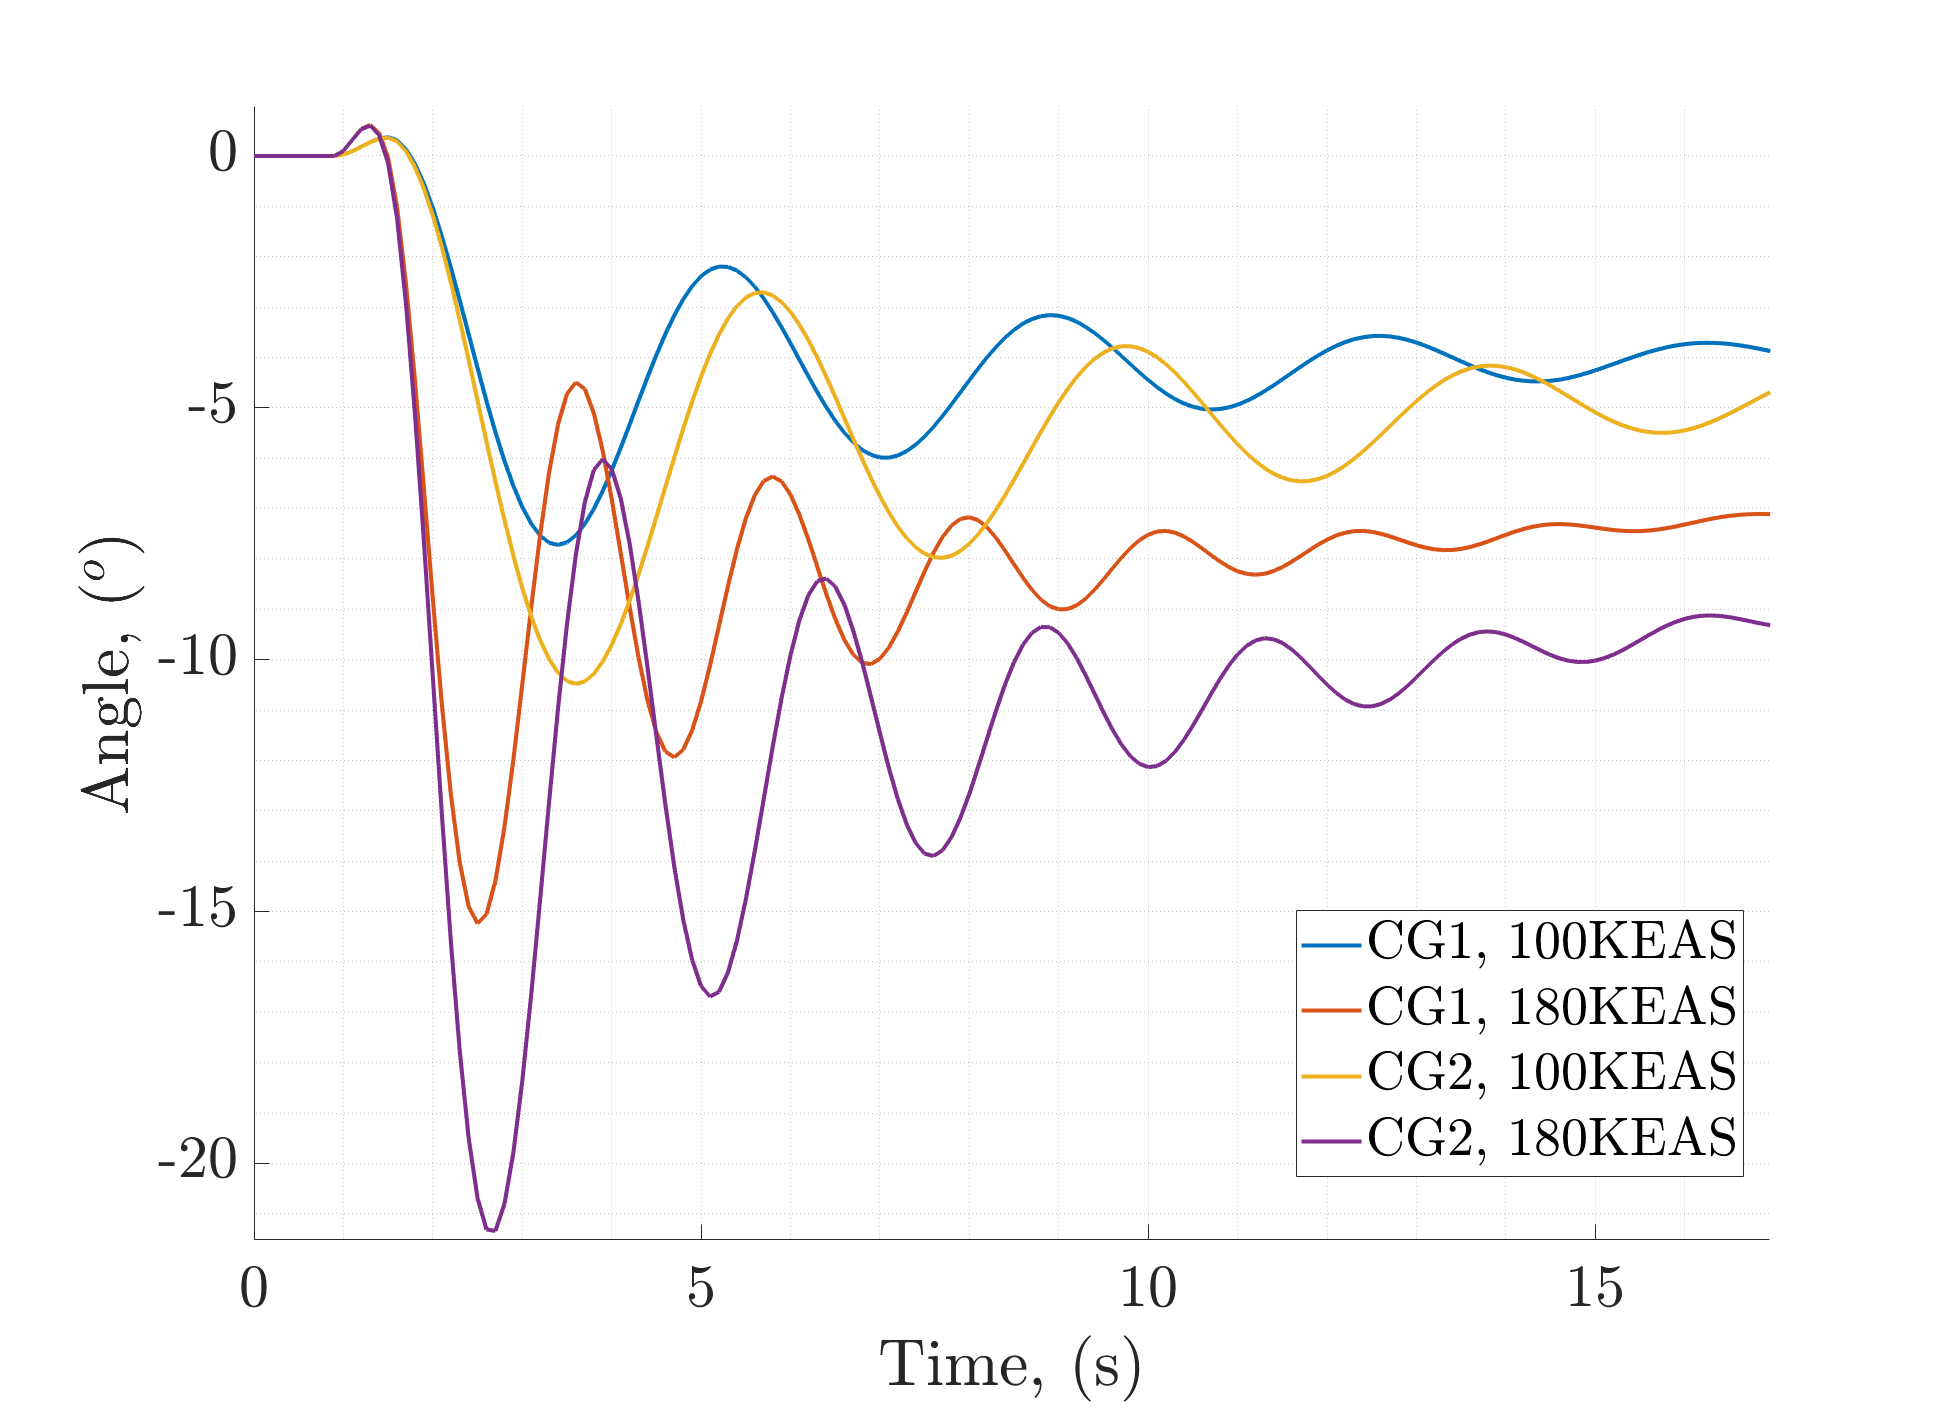 0
-5
-10
-15
-20
Angle, (o)
0 5 10 15
Time, (s)
CG1, 100KEAS
CG1, 180KEAS
CG2, 100KEAS
CG2, 180KEAS